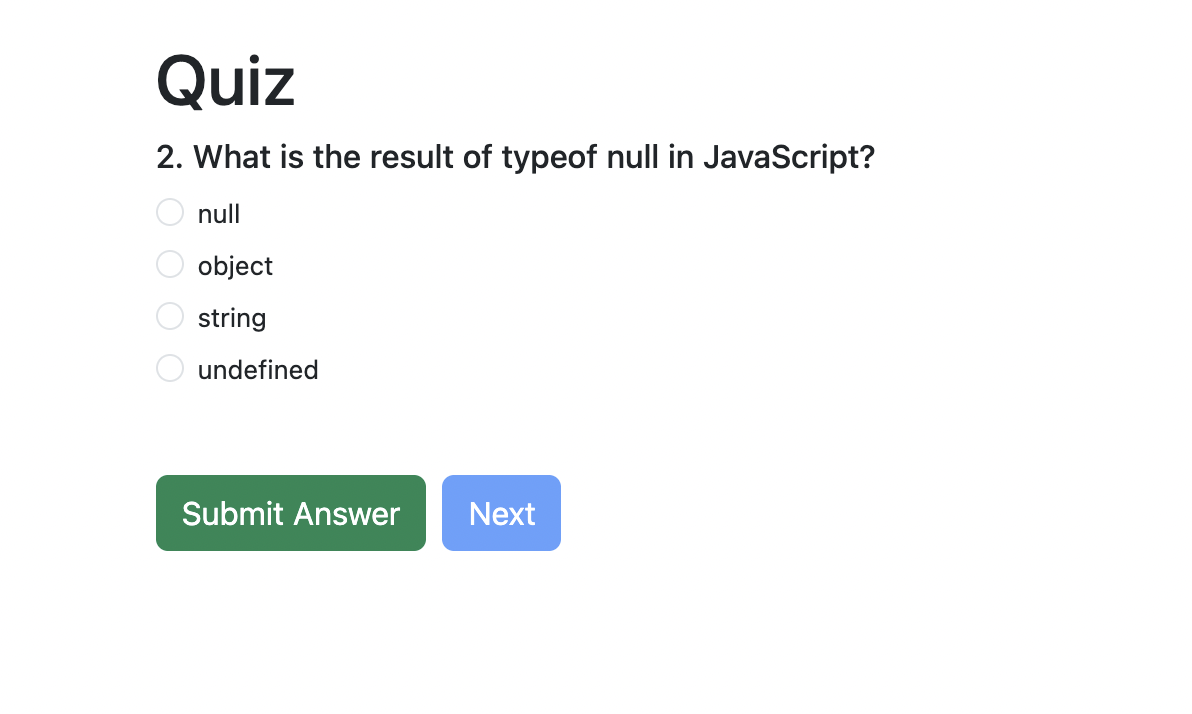 Quiz
2. What is the result of typeof null in JavaScript?
null
object
string
undefined
Submit Answer Next